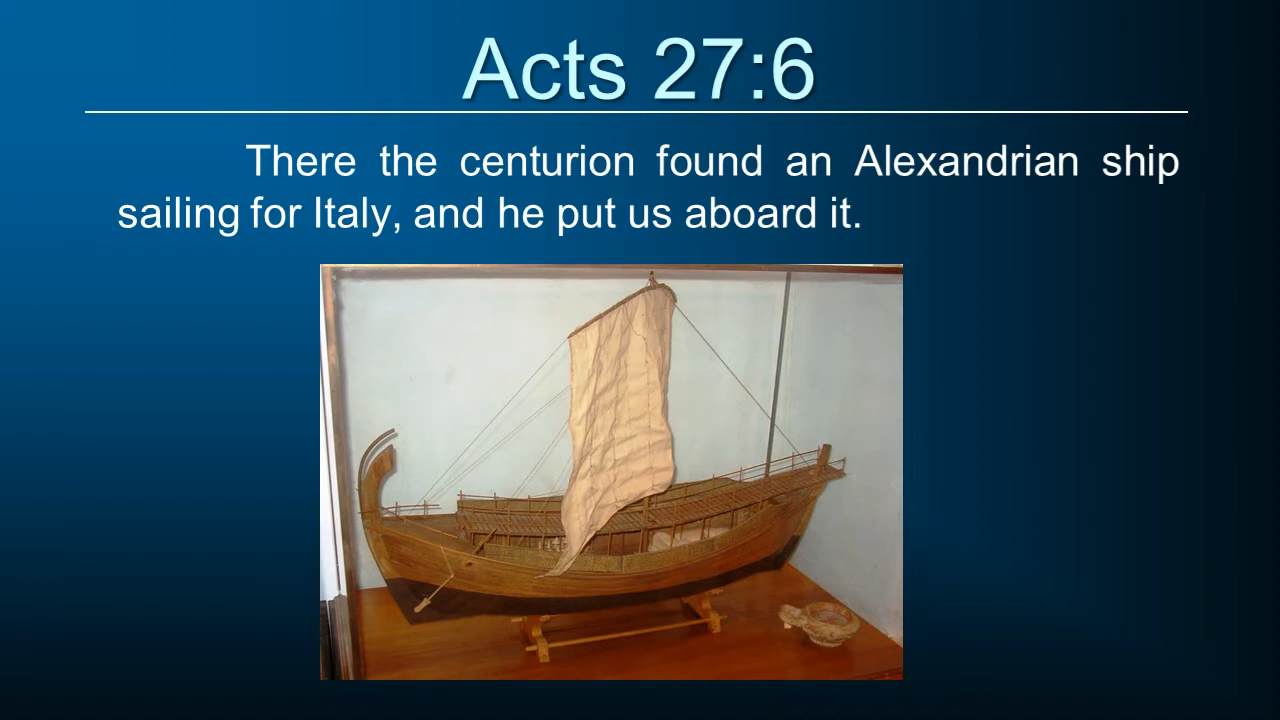 Acts 27:6
There the centurion found an Alexandrian ship
sailing for Italy, and he put us aboard it.